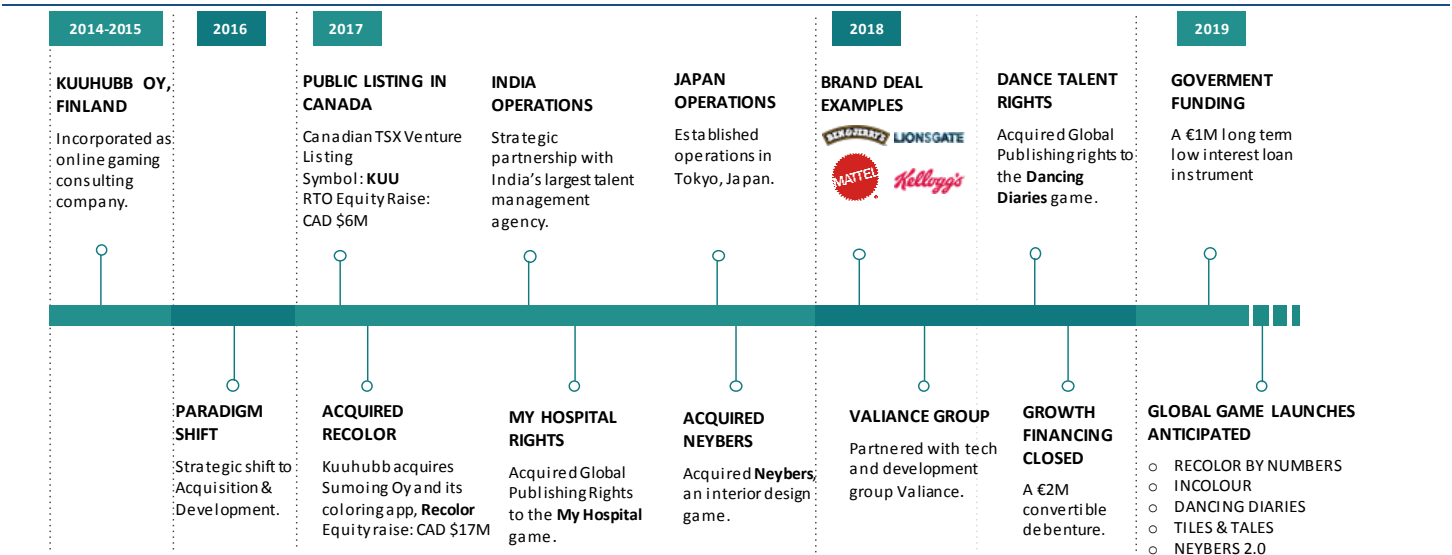 2014-2015
2016
2017
2018
2019
KUUHUBB OY,
FINLAND
Incorporated as
online gaming
consulting
company.
PUBLIC LISTING IN
CANADA
Canadian TSX Venture
Listing
Symbol: KUU
RTO Equity Raise:
CAD $6M
INDIA
OPERATIONS
Strategic
partnership with
India's largest talent
management
agency.
JAPAN
OPERATIONS
Established
operations in
Tokyo, Japan.
BRAND DEAL
EXAMPLES
BEN & JERRY'S
LIONSGATE
MATTEL
Kellogg's
DANCE TALENT
RIGHTS
Acquired Global
Publishing rights to
the Dancing
Diaries game.
GOVERMENT
FUNDING
A €1M long term
low interest loan
instrument
PARADIGM
SHIFT
Strategic shift to
Acquisition &
Development.
ACQUIRED
RECOLOR
Kuuhubb acquires
Sumoing Oy and its
coloring app, Recolor
Equity raise: CAD $17M
MY HOSPITAL
RIGHTS
Acquired Global
Publishing Rights
to the My Hospital
game.
ACQUIRED
NEYBERS
Acquired Neybers,
an interior design
game.
VALIANCE GROUP
Partnered with tech
and development
group Valiance.
GROWTH
FINANCING
CLOSED
A €2M
convertible
debenture.
GLOBAL GAME LAUNCHES
ANTICIPATED
o RECOLOR BY NUMBERS
o INCOLOUR
o DANCING DIARIES
o TILES & TALES
o NEYBERS 2.0